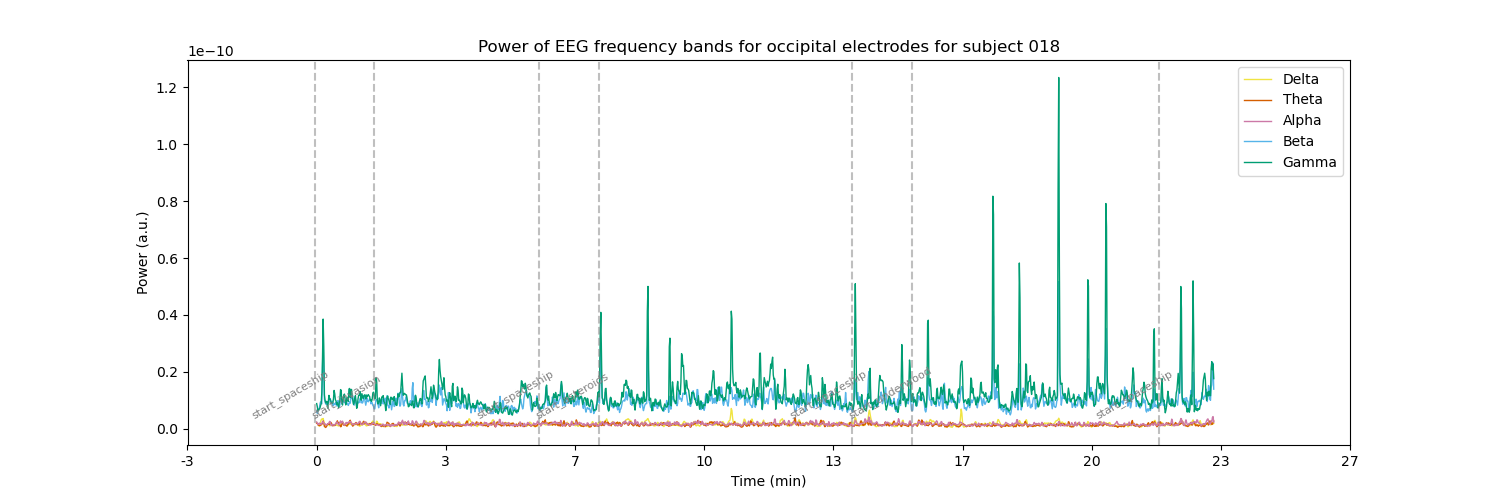 Power of EEG frequency bands for occipital electrodes for subject 018
1e−10
1.2
1.0
0.8
0.6
0.4
0.2
0.0
Power (a.u.)
Delta
Theta
Alpha
Beta
Gamma
start_spaceship
start_spaceship
start_asteroids
start_spaceship
start_spaceship
-3
0
3
7
10
13
17
20
23
27
Time (min)